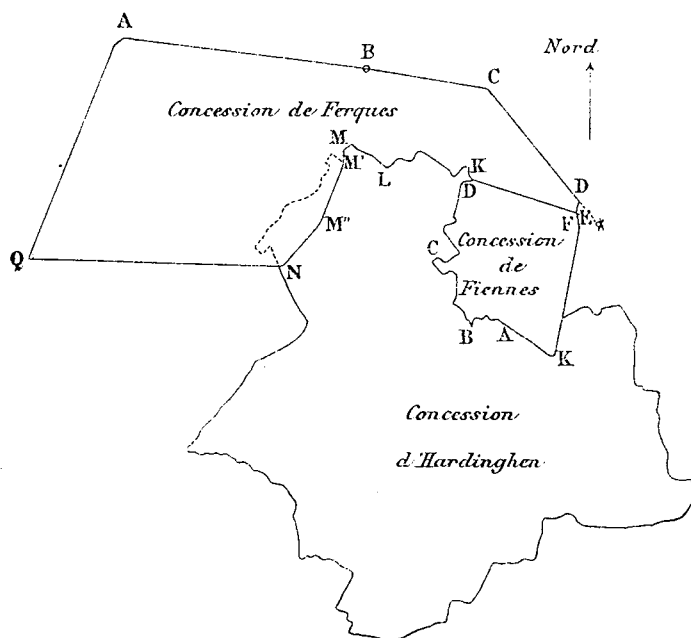 A
Nord
B
C
Concession de Ferques
M
M'
L
K
D
D
F
E
M"
Q
N
C
Concession
de
Fiennes
B
A
K
Concession
d'Hardinghen